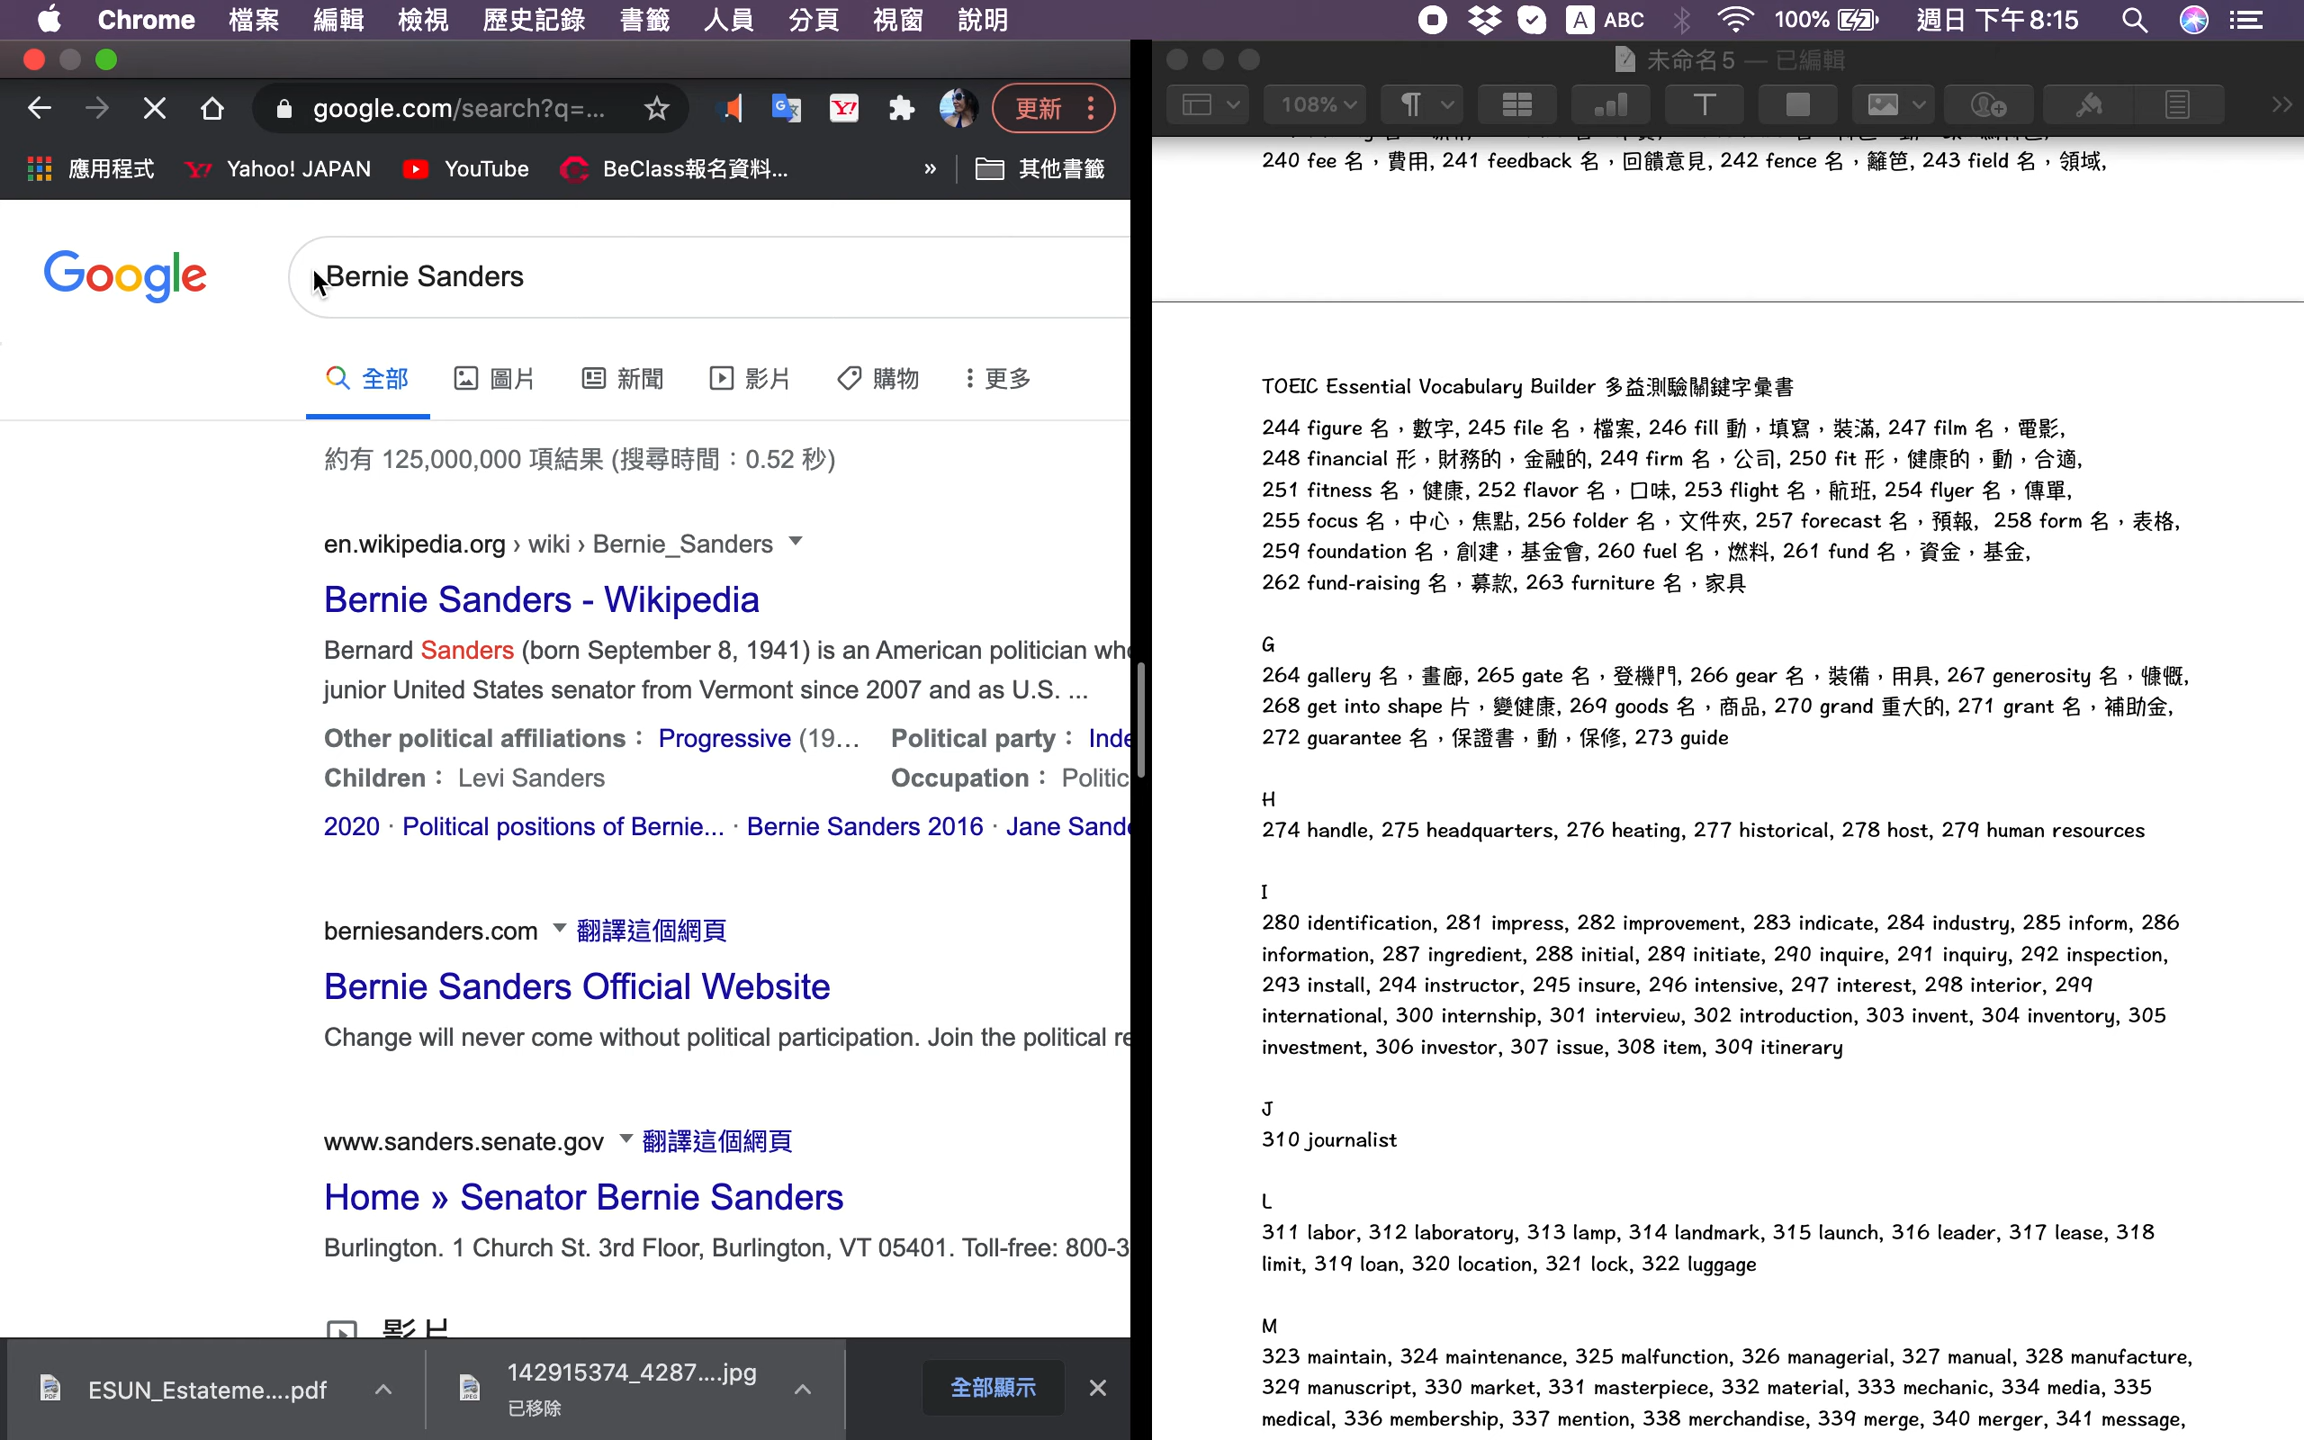 Chrome 檔案 編輯 檢視 歷史記錄 書籤 人員 分頁 視窗 說明
A ABC 100% 週日 下午8:15
google.com/search?q=...
更新
應用程式 Yahoo! JAPAN YouTube BeClass報名資料... » 其他書籤
Google
Bernie Sanders
全部 圖片 新聞 影片 購物 更多
約有 125,000,000 項結果 (搜尋時間:0.52 秒)
en.wikipedia.org › wiki › Bernie_Sanders
Bernie Sanders - Wikipedia
Bernard Sanders (born September 8, 1941) is an American politician who
junior United States senator from Vermont since 2007 and as U.S. ...
Other political affiliations: Progressive (19... Political party: Inde
Children: Levi Sanders Occupation: Politic
2020 · Political positions of Bernie... · Bernie Sanders 2016 · Jane Sand
berniesanders.com 翻譯這個網頁
Bernie Sanders Official Website
Change will never come without political participation. Join the political re
www.sanders.senate.gov 翻譯這個網頁
Home » Senator Bernie Sanders
Burlington. 1 Church St. 3rd Floor, Burlington, VT 05401. Toll-free: 800-3
影片
ESUN_Estateme....pdf
142915374_4287....jpg
已移除
全部顯示
未命名 5 — 已編輯
108%
240 fee 名,費用, 241 feedback 名,回饋意見, 242 fence 名,籬笆, 243 field 名,領域,
TOEIC Essential Vocabulary Builder 多益測驗關鍵字彙書
244 figure 名,數字, 245 file 名,檔案, 246 fill 動,填寫,裝滿, 247 film 名,電影,
248 financial 形,財務的,金融的, 249 firm 名,公司, 250 fit 形,健康的,動,合適,
251 fitness 名,健康, 252 flavor 名,口味, 253 flight 名,航班, 254 flyer 名,傳單,
255 focus 名,中心,焦點, 256 folder 名,文件夾, 257 forecast 名,預報, 258 form 名,表格,
259 foundation 名,創建,基金會, 260 fuel 名,燃料, 261 fund 名,資金,基金,
262 fund-raising 名,募款, 263 furniture 名,家具
G
264 gallery 名,畫廊, 265 gate 名,登機門, 266 gear 名,裝備,用具, 267 generosity 名,慷慨,
268 get into shape 片,變健康, 269 goods 名,商品, 270 grand 重大的, 271 grant 名,補助金,
272 guarantee 名,保證書,動,保修, 273 guide
H
274 handle, 275 headquarters, 276 heating, 277 historical, 278 host, 279 human resources
I
280 identification, 281 impress, 282 improvement, 283 indicate, 284 industry, 285 inform, 286
information, 287 ingredient, 288 initial, 289 initiate, 290 inquire, 291 inquiry, 292 inspection,
293 install, 294 instructor, 295 insure, 296 intensive, 297 interest, 298 interior, 299
international, 300 internship, 301 interview, 302 introduction, 303 invent, 304 inventory, 305
investment, 306 investor, 307 issue, 308 item, 309 itinerary
J
310 journalist
L
311 labor, 312 laboratory, 313 lamp, 314 landmark, 315 launch, 316 leader, 317 lease, 318
limit, 319 loan, 320 location, 321 lock, 322 luggage
M
323 maintain, 324 maintenance, 325 malfunction, 326 managerial, 327 manual, 328 manufacture,
329 manuscript, 330 market, 331 masterpiece, 332 material, 333 mechanic, 334 media, 335
medical, 336 membership, 337 mention, 338 merchandise, 339 merge, 340 merger, 341 message,